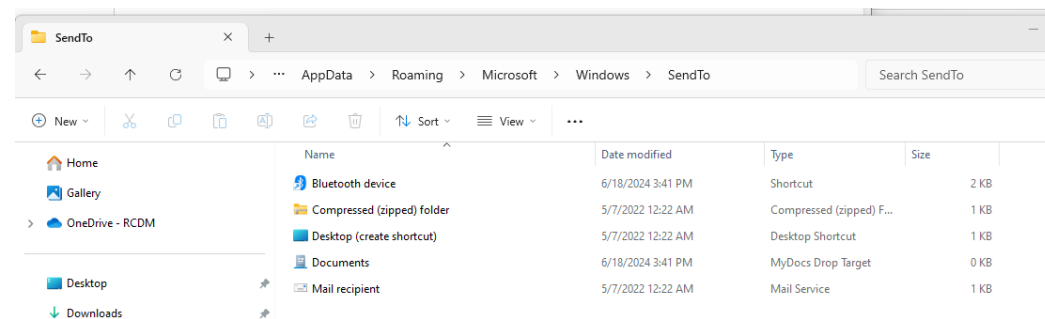 SendTo
AppData > Roaming > Microsoft > Windows > SendTo Search SendTo
New Sort View
Name Date modified Type Size
Home
Gallery
OneDrive - RCDM
Desktop
Downloads
Bluetooth device 6/18/2024 3:41 PM Shortcut 2 KB
Compressed (zipped) folder 5/7/2022 12:22 AM Compressed (zipped) F... 1 KB
Desktop (create shortcut) 5/7/2022 12:22 AM Desktop Shortcut 1 KB
Documents 6/18/2024 3:41 PM MyDocs Drop Target 0 KB
Mail recipient 5/7/2022 12:22 AM Mail Service 1 KB